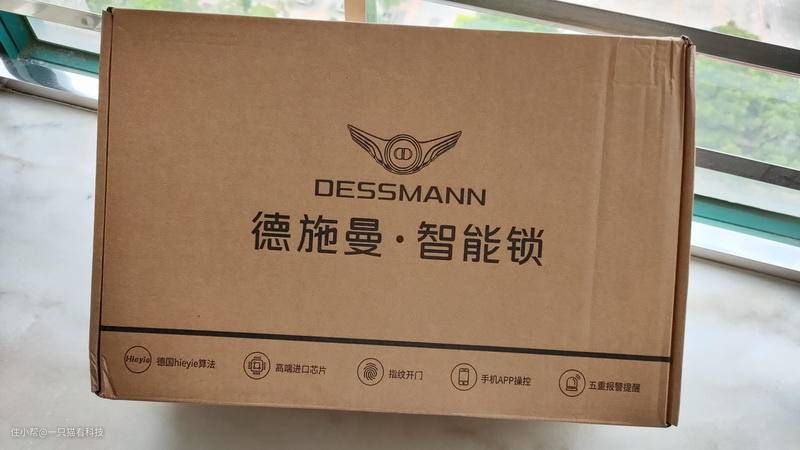 DESSMANN
德施曼·智能锁
Hieyie 德国hieyie算法 高端进口芯片 指纹开门 手机APP操控 五重报警提醒
住小帮@一只猫看科技